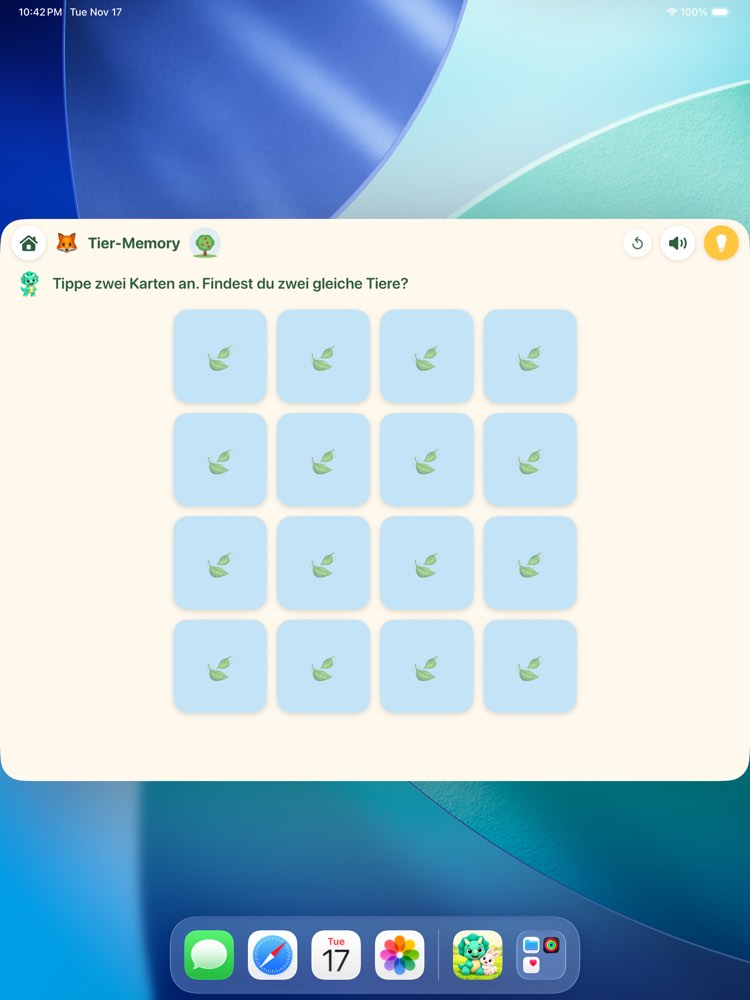 10:42 PM Tue Nov 17
100%
Tier-Memory
Tippe zwei Karten an. Findest du zwei gleiche Tiere?
Tue
17